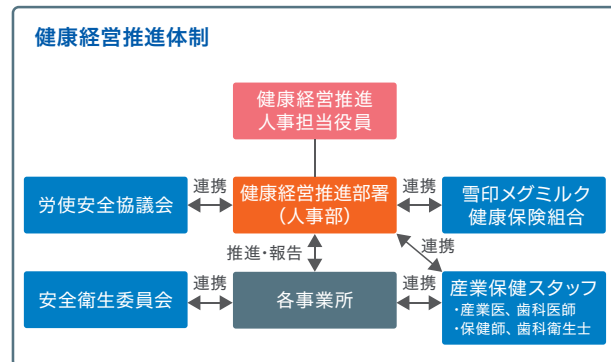 健康経営推進体制
健康経営推進
人事担当役員
労使安全協議会
連携
健康経営推進部署
（人事部）
連携
雪印メグミルク
健康保険組合
推進・報告
連携
安全衛生委員会
連携
各事業所
連携
産業保健スタッフ
・産業医、歯科医師
・保健師、歯科衛生士